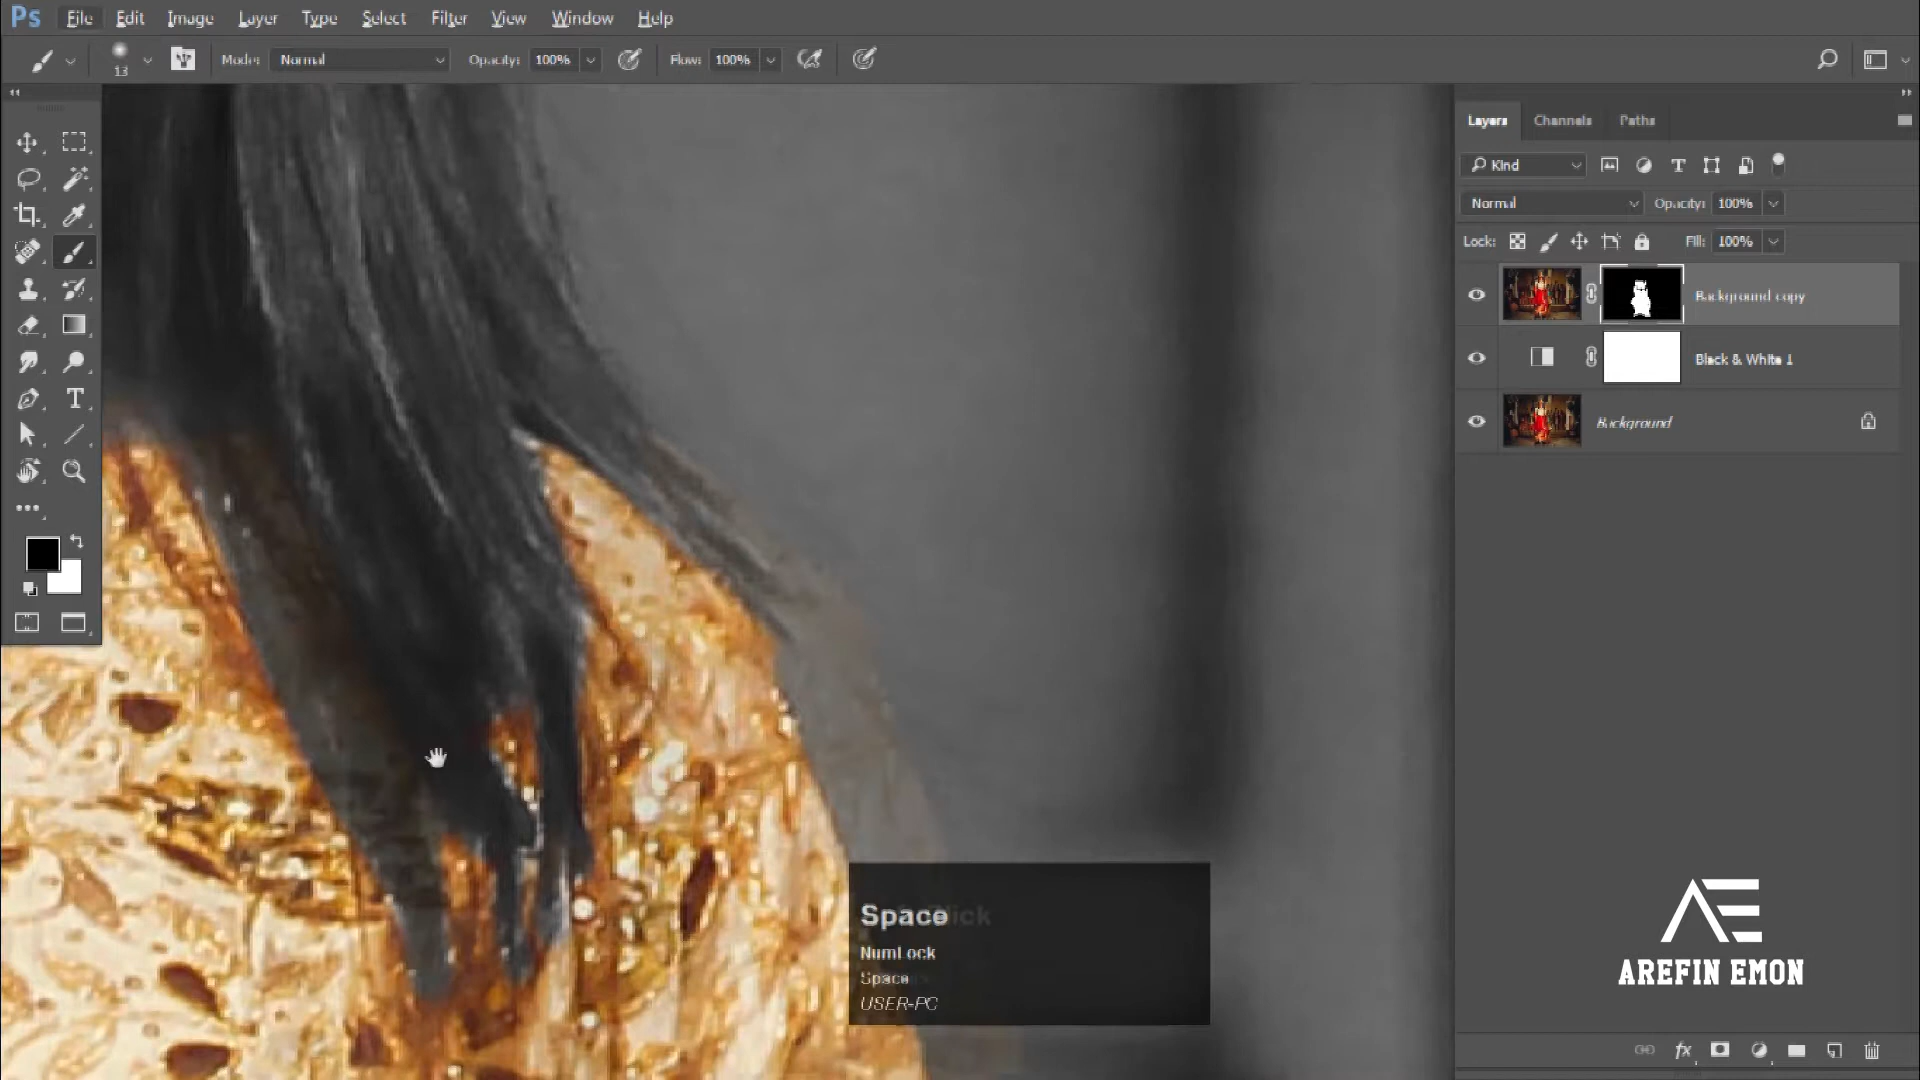 Ps File Edit Image Layer Type Select Filter View Window Help
13 Mode: Normal Opacity: 100% Flow: 100%
Layers Channels Paths
Kind
Normal Opacity: 100%
Lock: Fill: 100%
Background copy
Black & White 1
Background
Space
NumLock
Space
USER-PC
AE
AREFIN EMON
fx